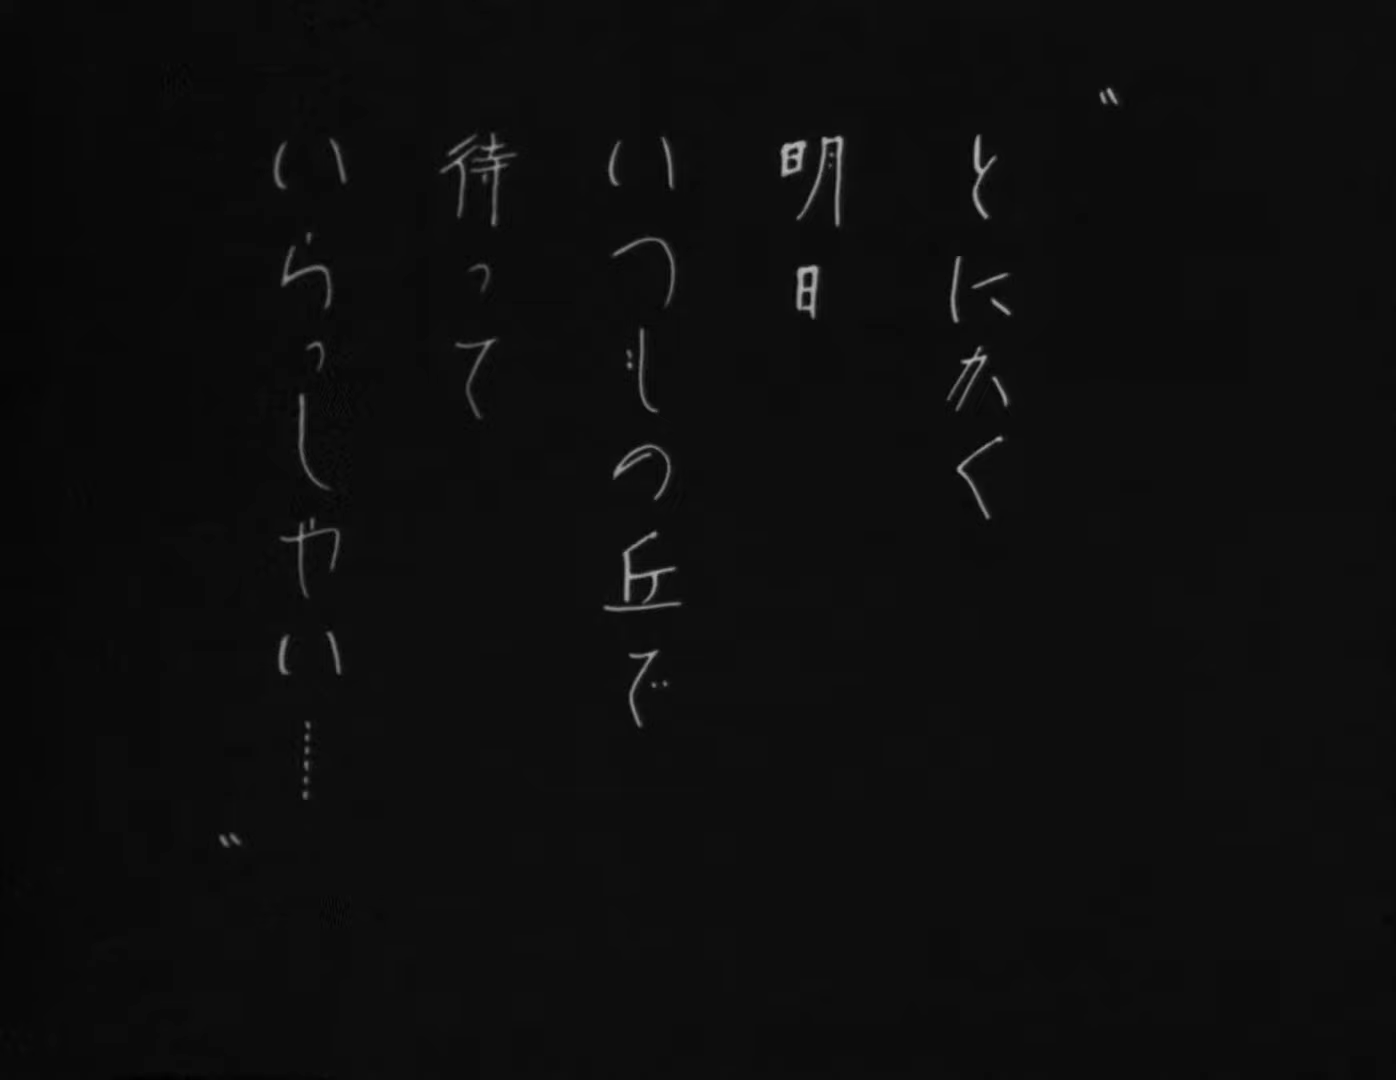 〝とにかく
明日
いつもの丘で
待って
いらっしやい……〟